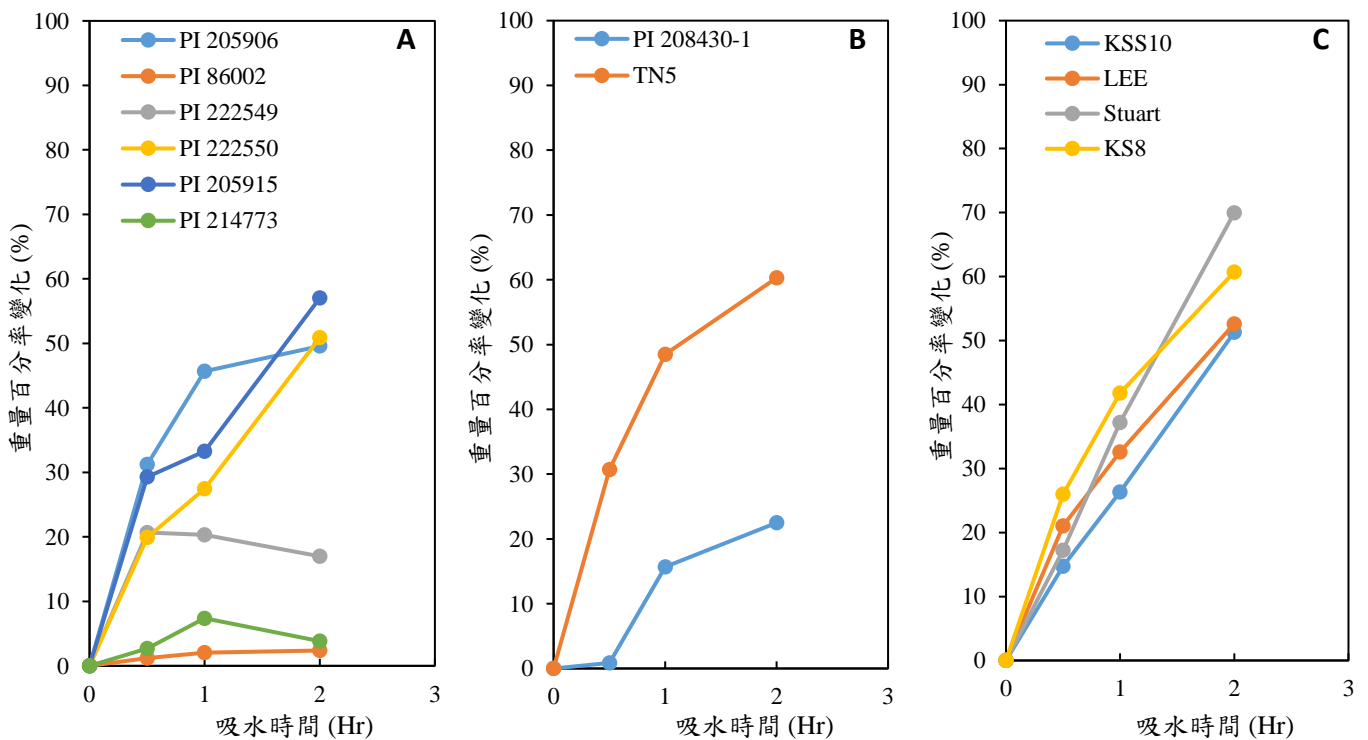 A
PI 205906
PI 86002
PI 222549
PI 222550
PI 205915
PI 214773
100
90
80
70
60
50
40
30
20
10
0
0 1 2 3
重量百分率變化 (%)
吸水時間 (Hr)
B
PI 208430-1
TN5
100
90
80
70
60
50
40
30
20
10
0
0 1 2 3
重量百分率變化 (%)
吸水時間 (Hr)
C
KSS10
LEE
Stuart
KS8
100
90
80
70
60
50
40
30
20
10
0
0 1 2 3
重量百分率變化 (%)
吸水時間 (Hr)